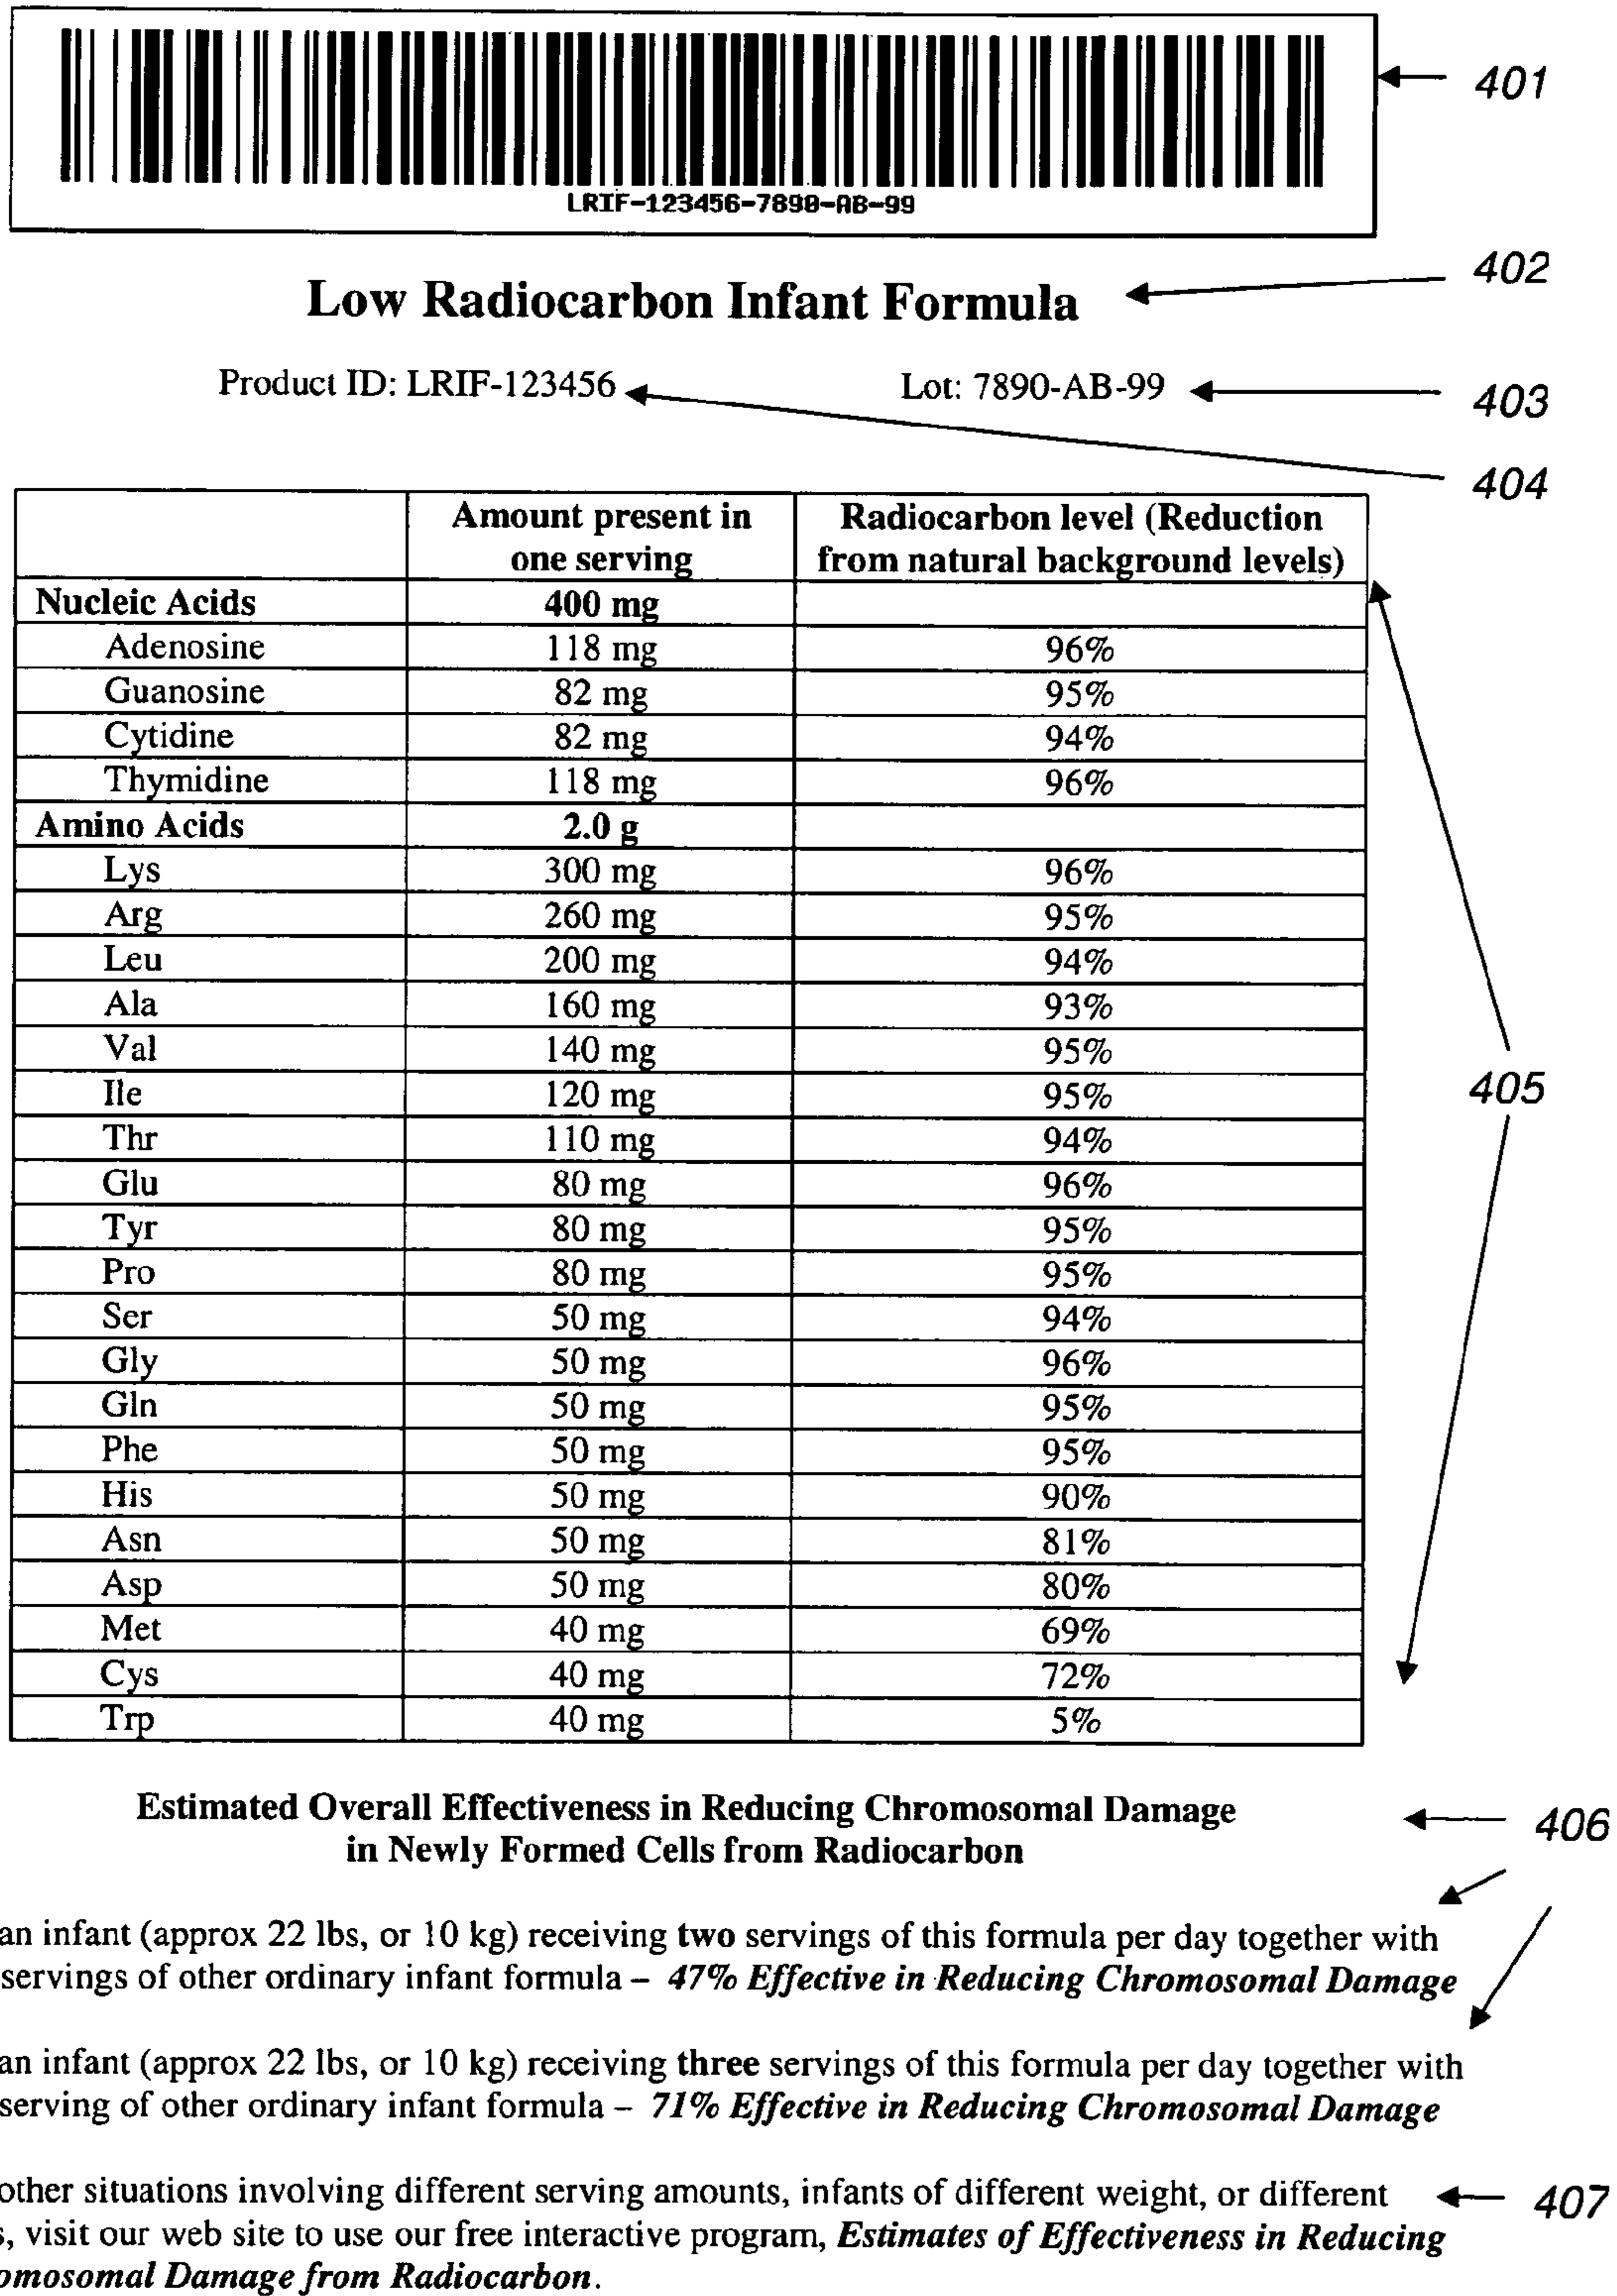 401
LRIF-123456-7890-AB-99
402
Low Radiocarbon Infant Formula
Product ID: LRIF-123456 Lot: 7890-AB-99 403
404
Amount present in one serving Radiocarbon level (Reduction from natural background levels)
Nucleic Acids 400 mg
Adenosine 118 mg 96%
Guanosine 82 mg 95%
Cytidine 82 mg 94%
Thymidine 118 mg 96%
Amino Acids 2.0 g
Lys 300 mg 96%
Arg 260 mg 95%
Leu 200 mg 94%
Ala 160 mg 93%
Val 140 mg 95%
Ile 120 mg 95%
405
Thr 110 mg 94%
Glu 80 mg 96%
Tyr 80 mg 95%
Pro 80 mg 95%
Ser 50 mg 94%
Gly 50 mg 96%
Gln 50 mg 95%
Phe 50 mg 95%
His 50 mg 90%
Asn 50 mg 81%
Asp 50 mg 80%
Met 40 mg 69%
Cys 40 mg 72%
Trp 40 mg 5%
Estimated Overall Effectiveness in Reducing Chromosomal Damage
406
in Newly Formed Cells from Radiocarbon
an infant (approx 22 lbs, or 10 kg) receiving two servings of this formula per day together with
servings of other ordinary infant formula – 47% Effective in Reducing Chromosomal Damage
an infant (approx 22 lbs, or 10 kg) receiving three servings of this formula per day together with
serving of other ordinary infant formula – 71% Effective in Reducing Chromosomal Damage
other situations involving different serving amounts, infants of different weight, or different
407
, visit our web site to use our free interactive program, Estimates of Effectiveness in Reducing
omosomal Damage from Radiocarbon.